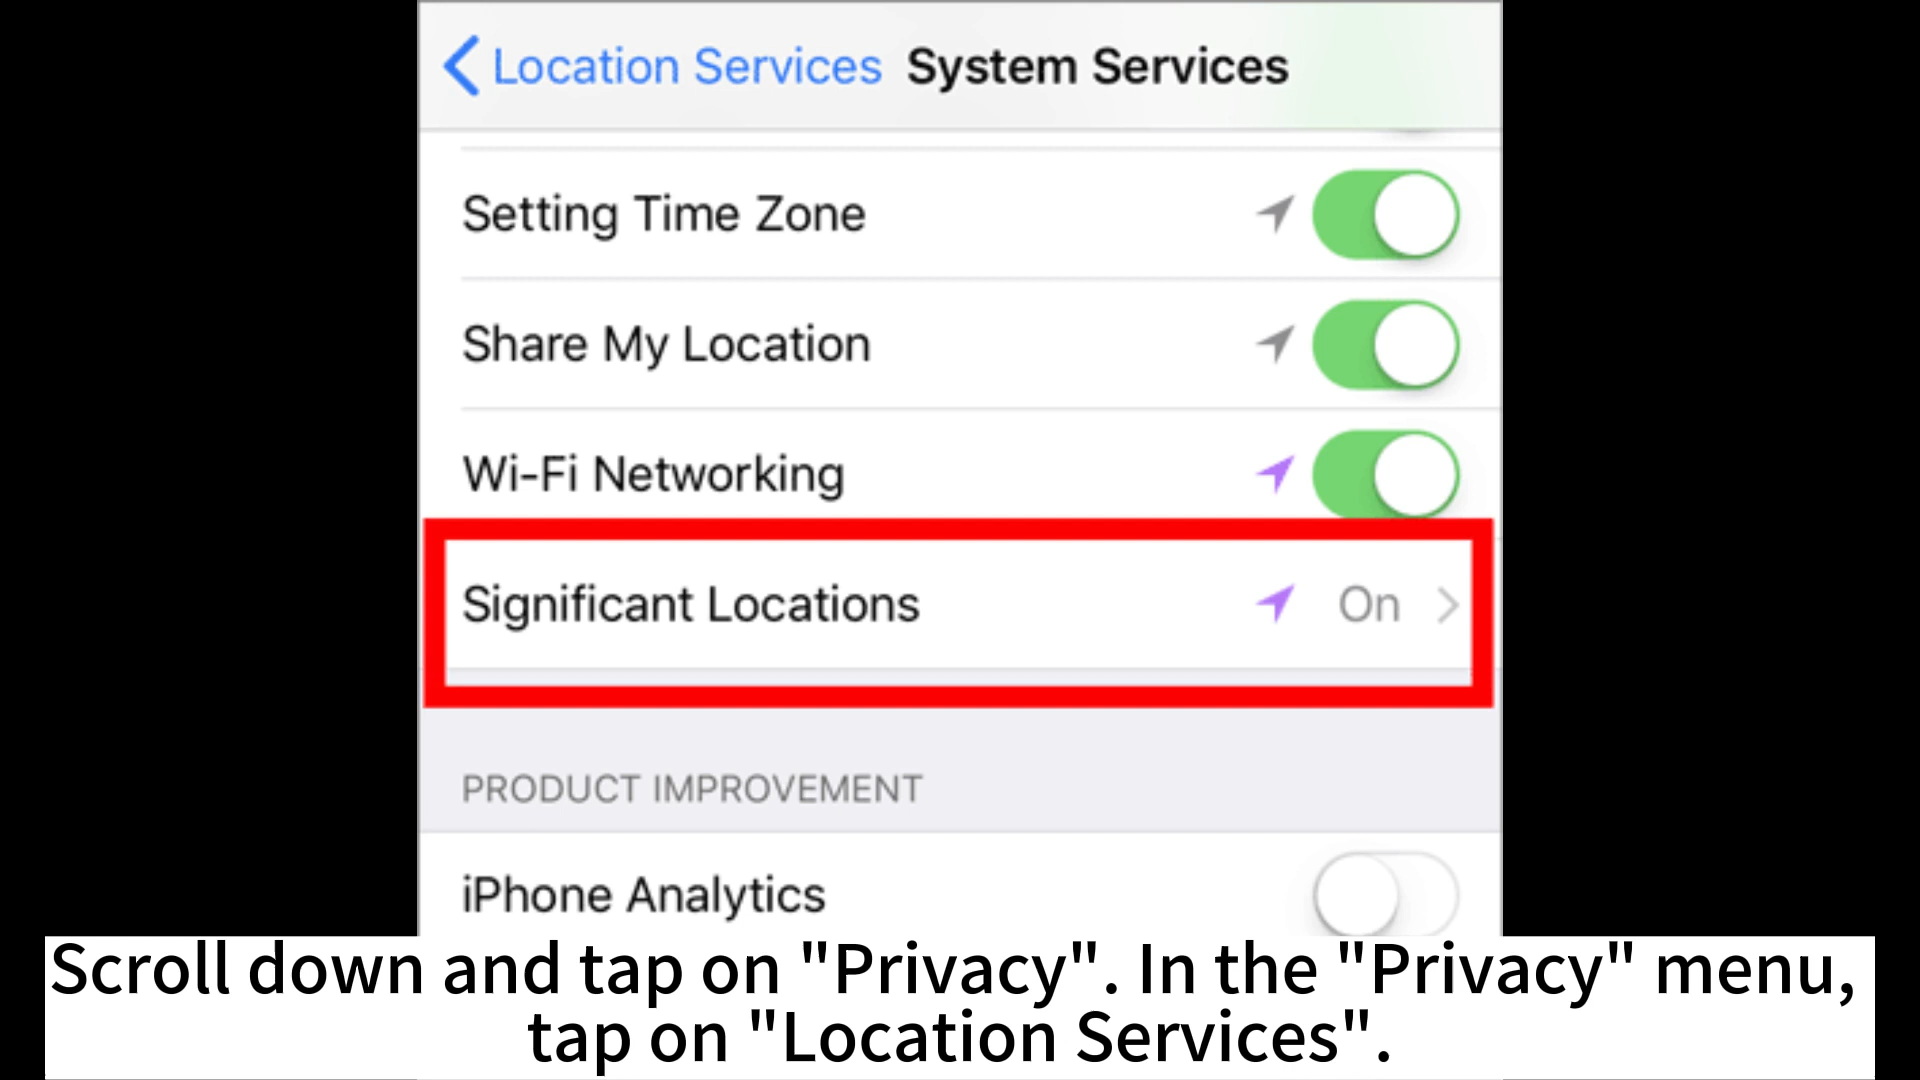 Location Services System Services
Setting Time Zone
Share My Location
Wi-Fi Networking
Significant Locations On
PRODUCT IMPROVEMENT
iPhone Analytics
Scroll down and tap on "Privacy". In the "Privacy" menu,
tap on "Location Services".